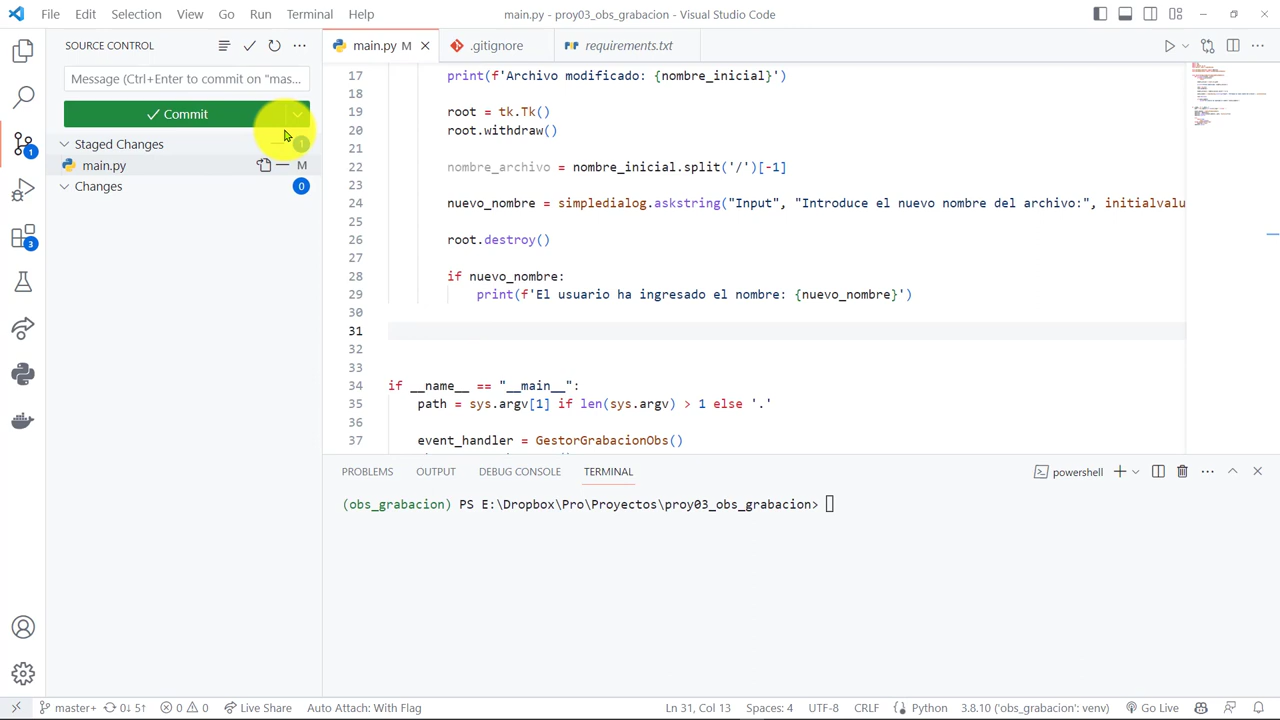 File Edit Selection View Go Run Terminal Help
main.py - proy03_obs_grabacion - Visual Studio Code
SOURCE CONTROL
Message (Ctrl+Enter to commit on "mas...
Commit
Staged Changes
1
main.py
M
Changes
0
1
3
main.py M
.gitignore
requirements.txt
17 print( archivo modificado:
18
19 root = ()
20 root.withdraw()
21
22 nombre_archivo = nombre_inicial.split('/')[-1]
23
24 nuevo_nombre = simpledialog.askstring("Input", "Introduce el nuevo nombre del archivo:", initialvalu
25
26 root.destroy()
27
28 if nuevo_nombre:
29 print(f'El usuario ha ingresado el nombre: {nuevo_nombre}')
30
31
32
33
34 if __name__ == "__main__":
35 path = sys.argv[1] if len(sys.argv) > 1 else '.'
36
37 event_handler = GestorGrabacionObs()
PROBLEMS OUTPUT DEBUG CONSOLE TERMINAL
powershell
(obs_grabacion) PS E:\Dropbox\Pro\Proyectos\proy03_obs_grabacion>
master+ 0↓ 5↑ 0 0 Live Share Auto Attach: With Flag
Ln 31, Col 13 Spaces: 4 UTF-8 CRLF Python 3.8.10 ('obs_grabacion': venv) Go Live